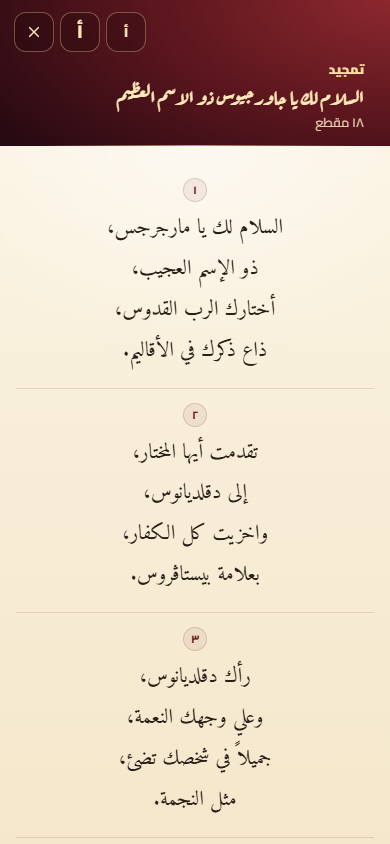 أ
أ
×
تمجيد
السلام لك يا جاورجيوس ذو الاسم العظيم
١٨ مقطع
١
السلام لك يا مارجرجس،
ذو الإسم العجيب،
أختارك الرب القدوس،
ذاع ذكرك في الأقاليم.
٢
تقدمت أيها المختار،
إلى دقلديانوس،
واخزيت كل الكفار،
بعلامة بيستاڤروس.
٣
رأك دقلديانوس،
وعلي وجهك النعمة،
جميلاً في شخصك تضئ،
مثل النجمة.